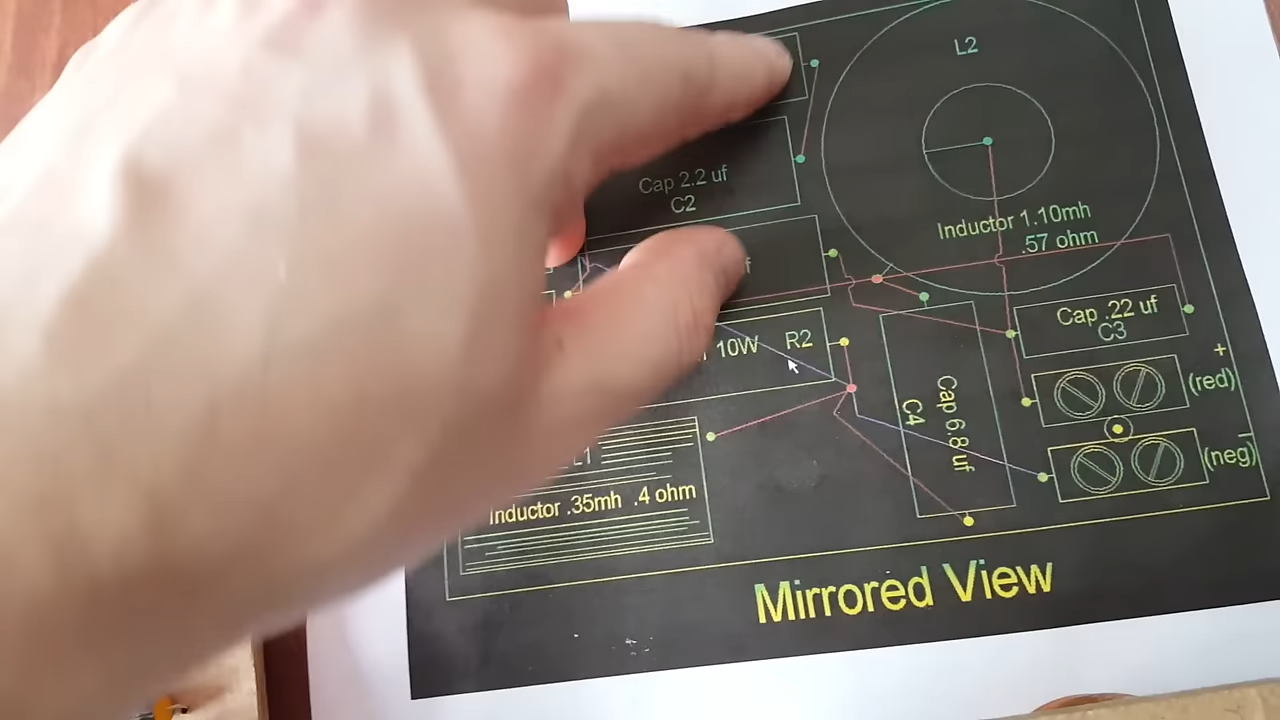 L2
Cap 2.2 uf
C2
Inductor 1.10mh
.57 ohm
Cap .22 uf
C3
10W R2
+
(red)
Cap 6.8 uf
C4
(neg)
L1
Inductor .35mh .4 ohm
Mirrored View